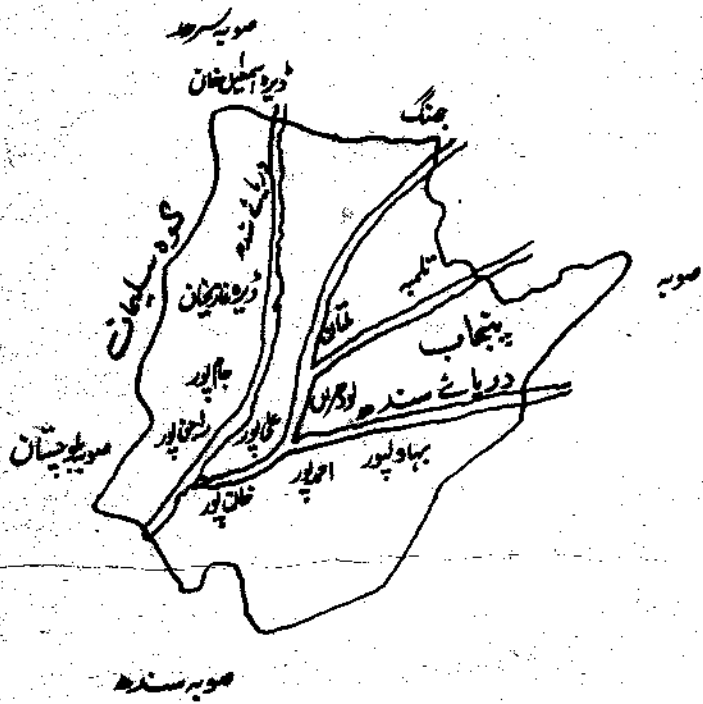 صوبہ سرحد
ڈیرہ اسمٰعیل خان
جھنگ
دریائے سندھ
کوہ سلیمان
تلمبہ
صوبہ
ڈیرہ غازیخان
ملتان
پنجاب
جام پور
لودھراں
دریائے سندھ
راجن پور
علی پور
صوبہ بلوچستان
بہاولپور
احمد پور
خان پور
صوبہ سندھ